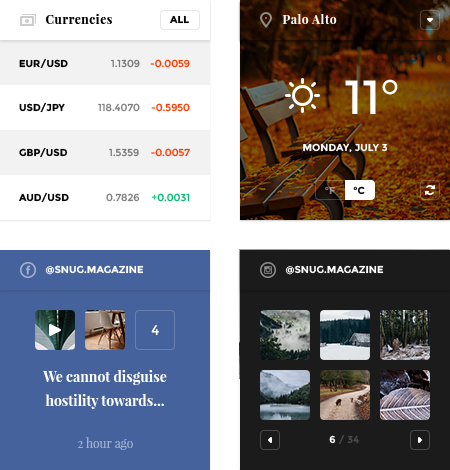 Currencies ALL
EUR/USD 1.1309 -0.0059
USD/JPY 118.4070 -0.5950
GBP/USD 1.5359 -0.0057
AUD/USD 0.7826 +0.0031
Palo Alto
11°
MONDAY, JULY 3
°F °C
@SNUG.MAGAZINE
4
We cannot disguise
hostility towards...
2 hour ago
@SNUG.MAGAZINE
6 / 34